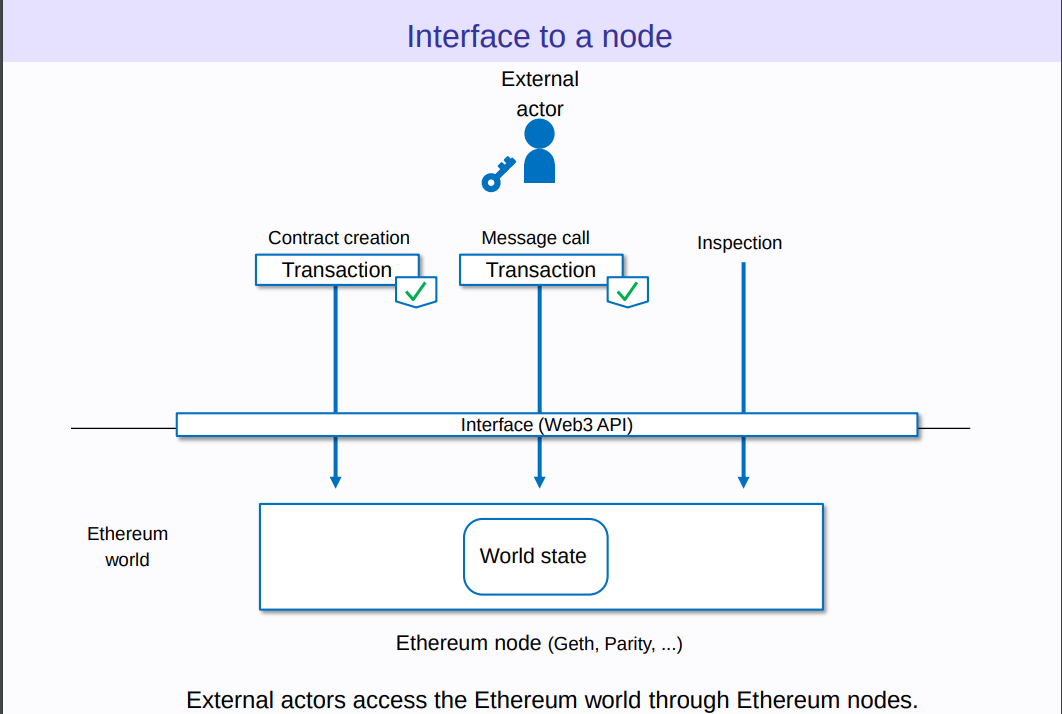 Interface to a node
External
actor
Contract creation
Message call
Inspection
Transaction
Transaction
Interface (Web3 API)
Ethereum
world
World state
Ethereum node (Geth, Parity, ...)
External actors access the Ethereum world through Ethereum nodes.